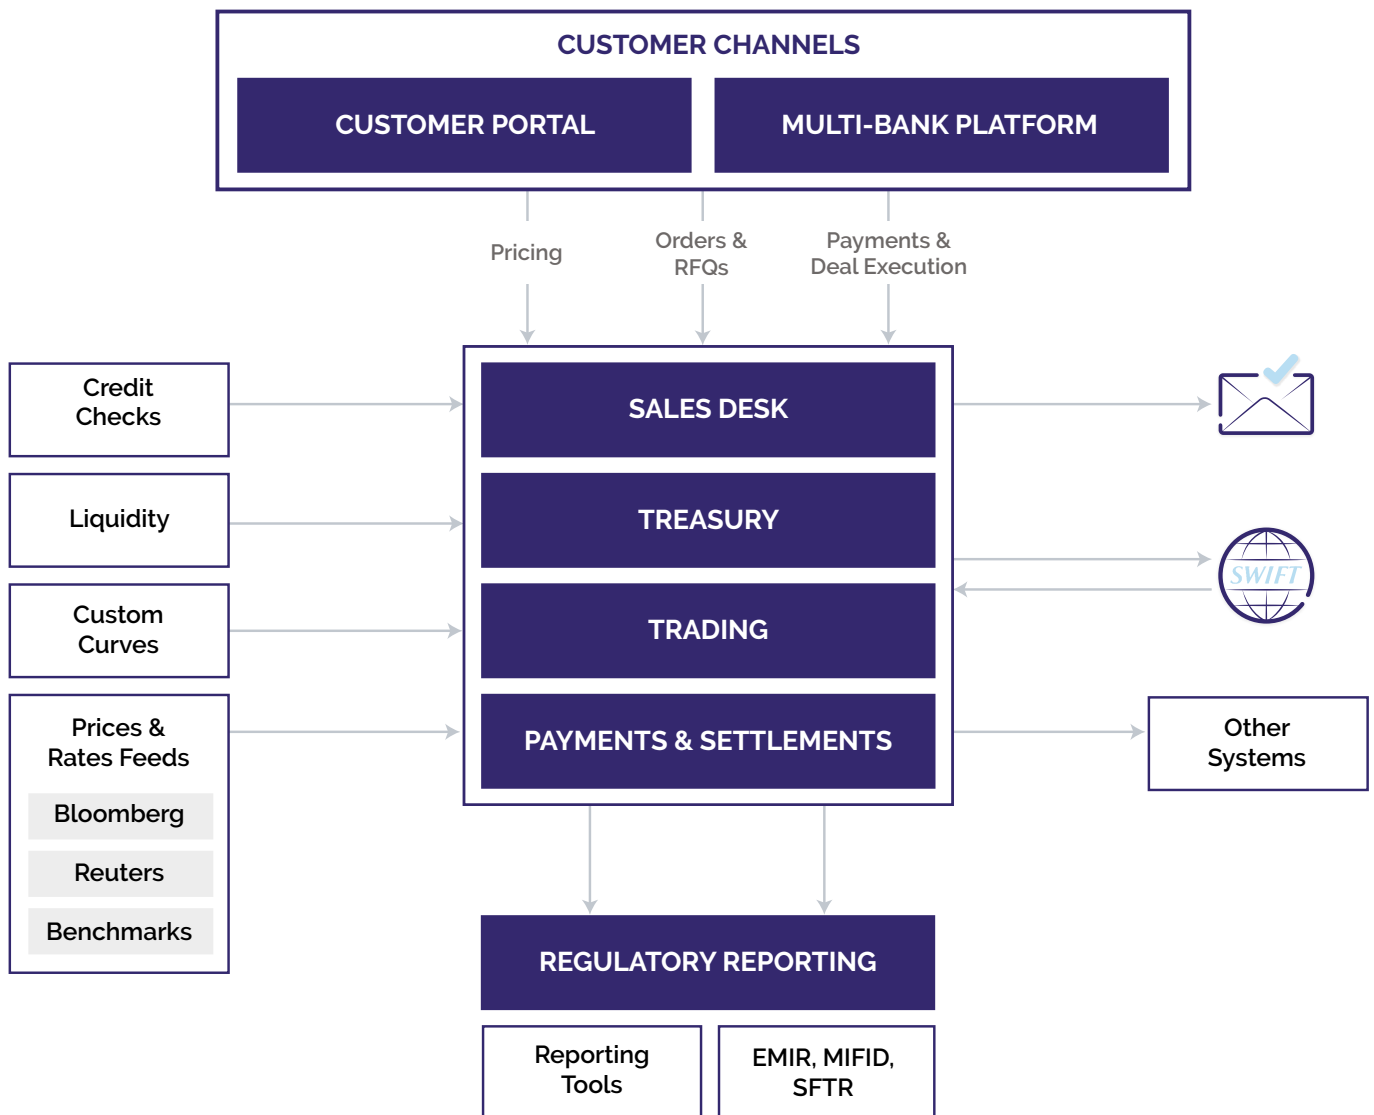 CUSTOMER CHANNELS
CUSTOMER PORTAL
MULTI-BANK PLATFORM
Pricing
Orders &
RFQs
Payments &
Deal Execution
Credit
Checks
SALES DESK
Liquidity
TREASURY
SWIFT
Custom
Curves
TRADING
Prices &
Rates Feeds
PAYMENTS & SETTLEMENTS
Other
Systems
Bloomberg
Reuters
Benchmarks
REGULATORY REPORTING
Reporting
Tools
EMIR, MIFID,
SFTR